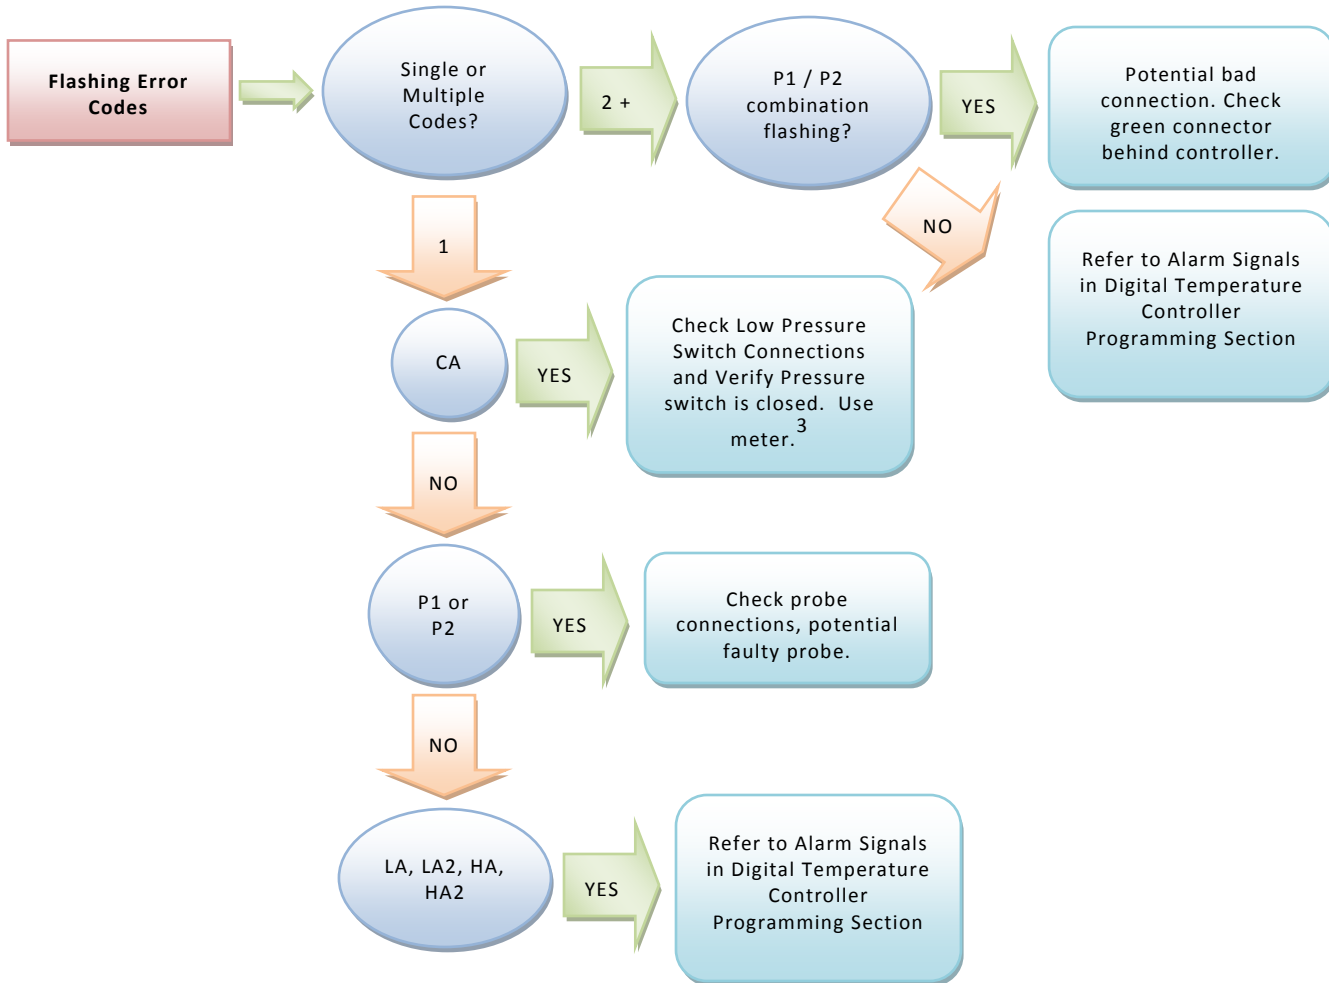 Flashing Error
Codes
Single or
Multiple
Codes?
2 +
P1 / P2
combination
flashing?
YES
Potential bad
connection. Check
green connector
behind controller.
NO
Refer to Alarm Signals
in Digital Temperature
Controller
Programming Section
1
CA
YES
Check Low Pressure
Switch Connections
and Verify Pressure
switch is closed. Use
meter.3
NO
P1 or
P2
YES
Check probe
connections, potential
faulty probe.
NO
LA, LA2, HA,
HA2
YES
Refer to Alarm Signals
in Digital Temperature
Controller
Programming Section